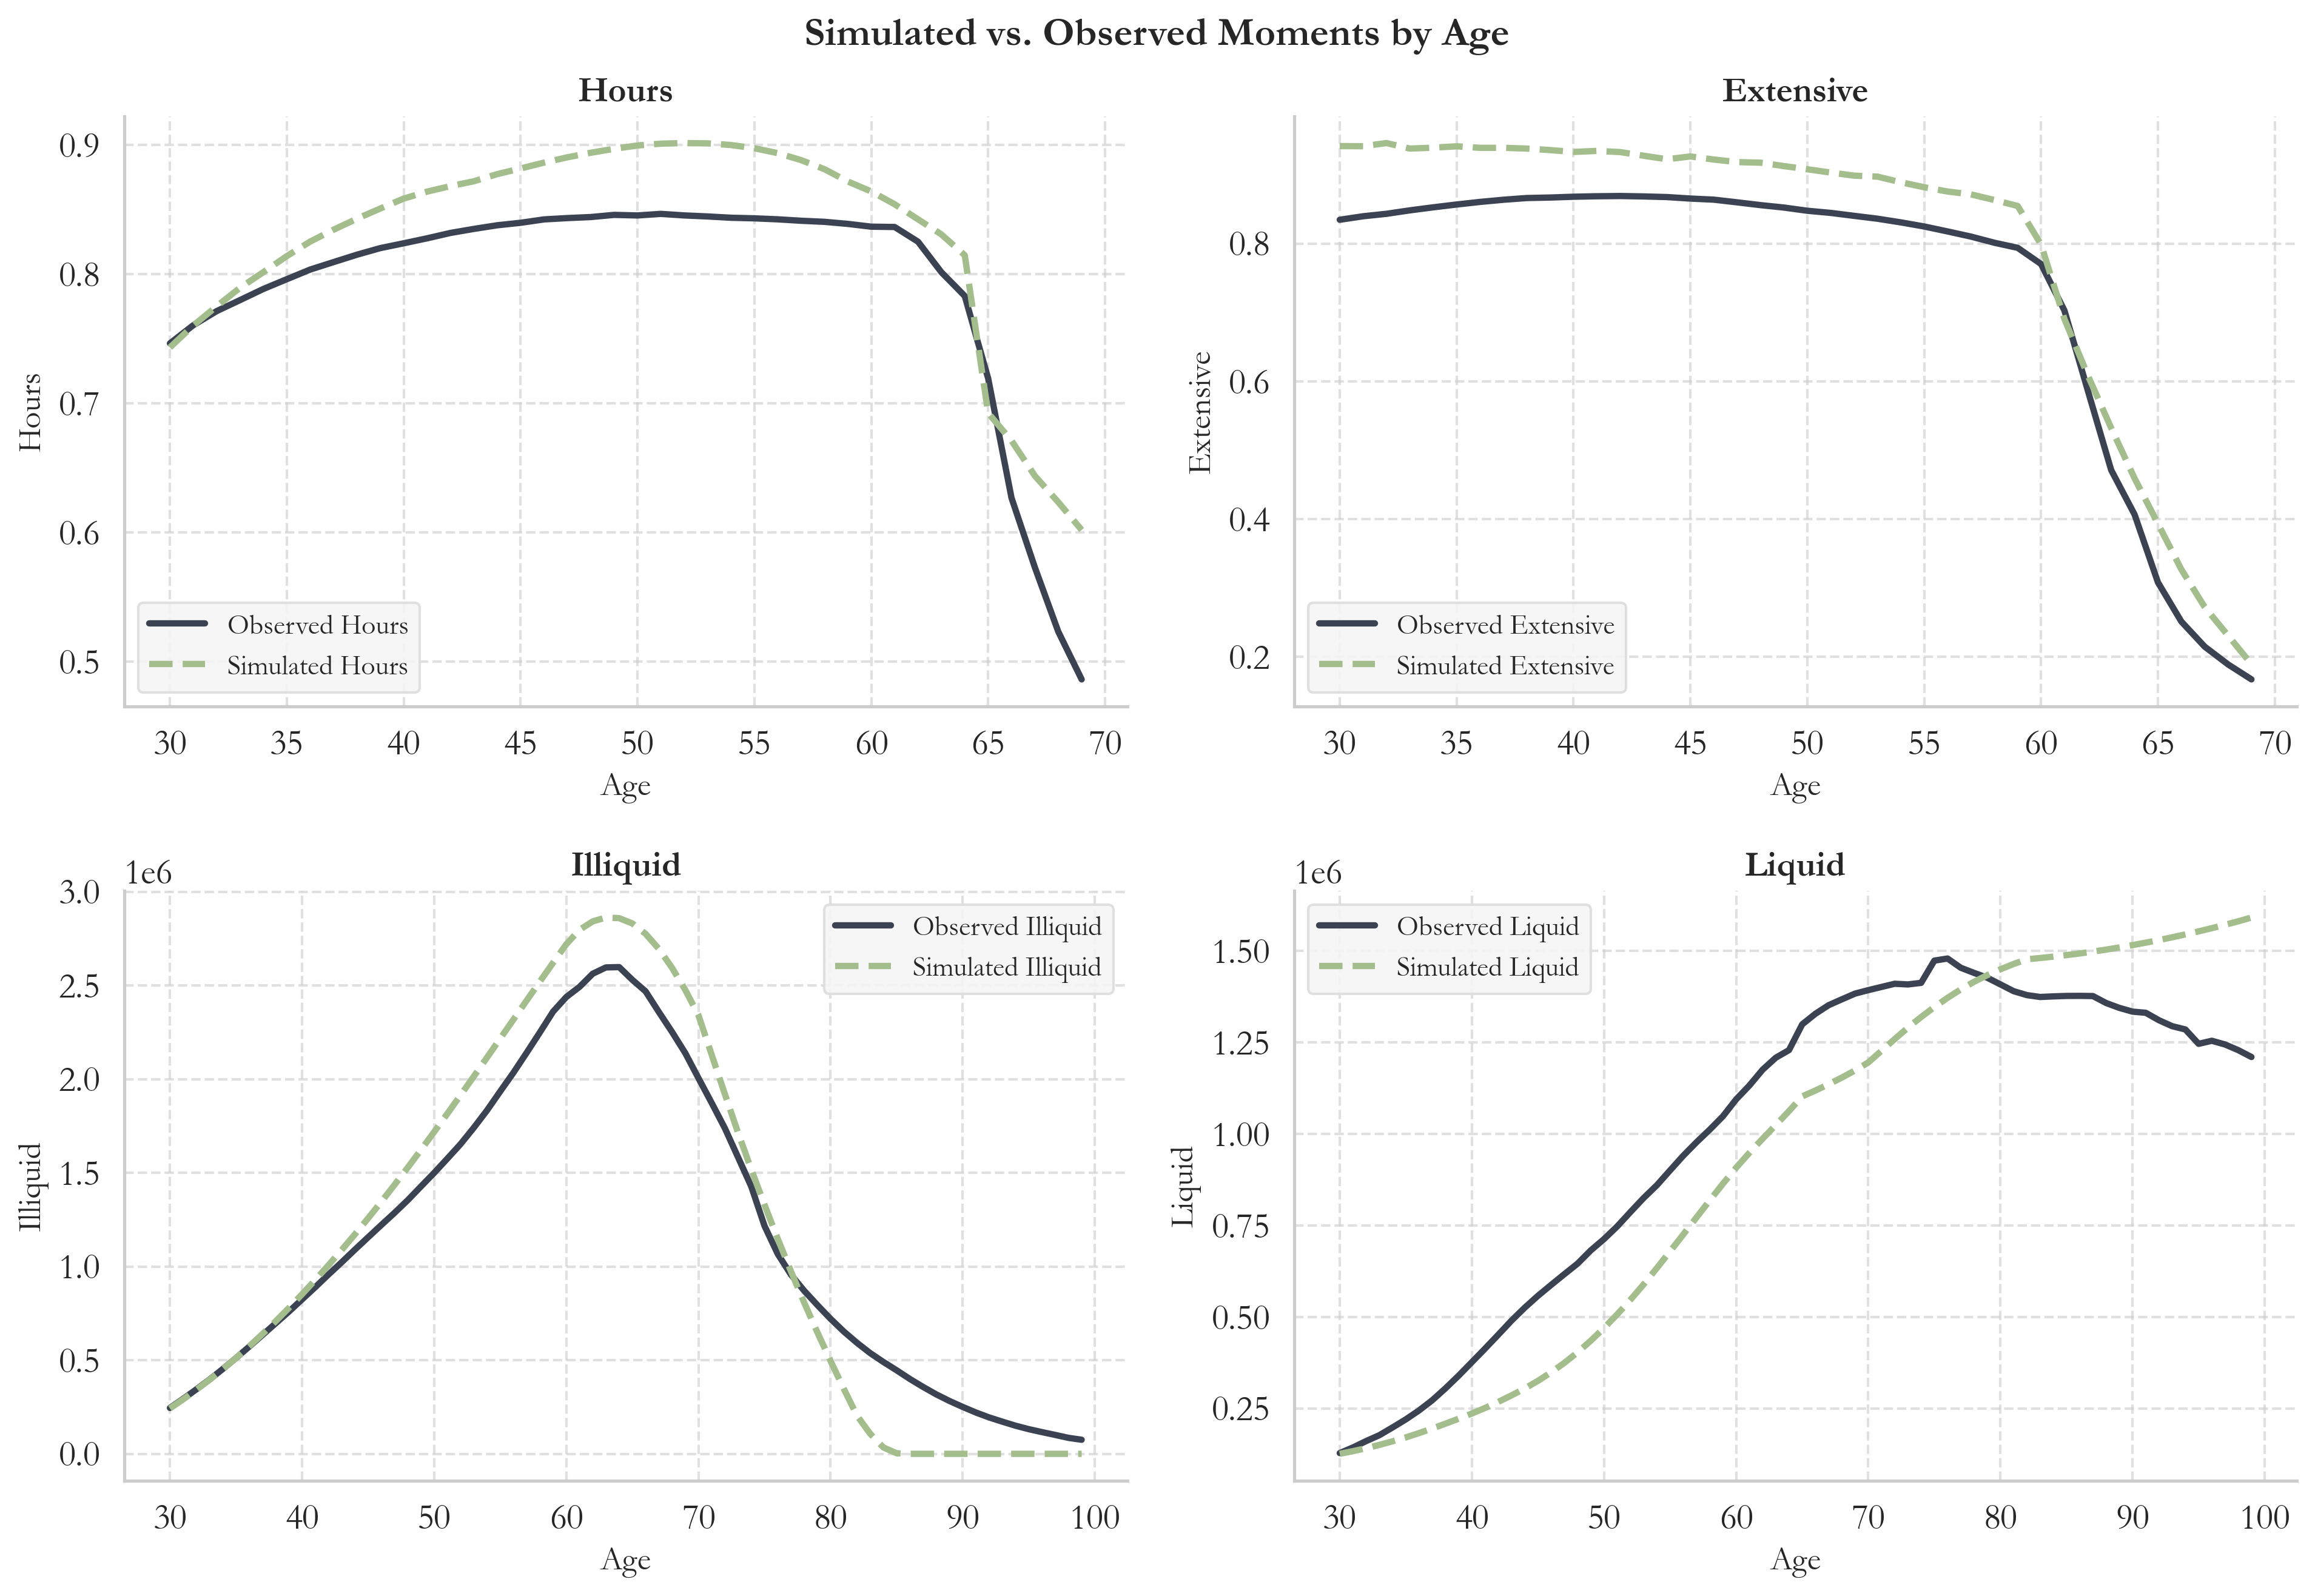 Simulated vs. Observed Moments by Age
Hours
Hours
0.9
0.8
0.7
0.6
0.5
Observed Hours
Simulated Hours
30 35 40 45 50 55 60 65 70
Age
Extensive
Extensive
0.8
0.6
0.4
0.2
Observed Extensive
Simulated Extensive
30 35 40 45 50 55 60 65 70
Age
Illiquid
1e6
Illiquid
3.0
2.5
2.0
1.5
1.0
0.5
0.0
Observed Illiquid
Simulated Illiquid
30 40 50 60 70 80 90 100
Age
Liquid
1e6
Liquid
1.50
1.25
1.00
0.75
0.50
0.25
Observed Liquid
Simulated Liquid
30 40 50 60 70 80 90 100
Age